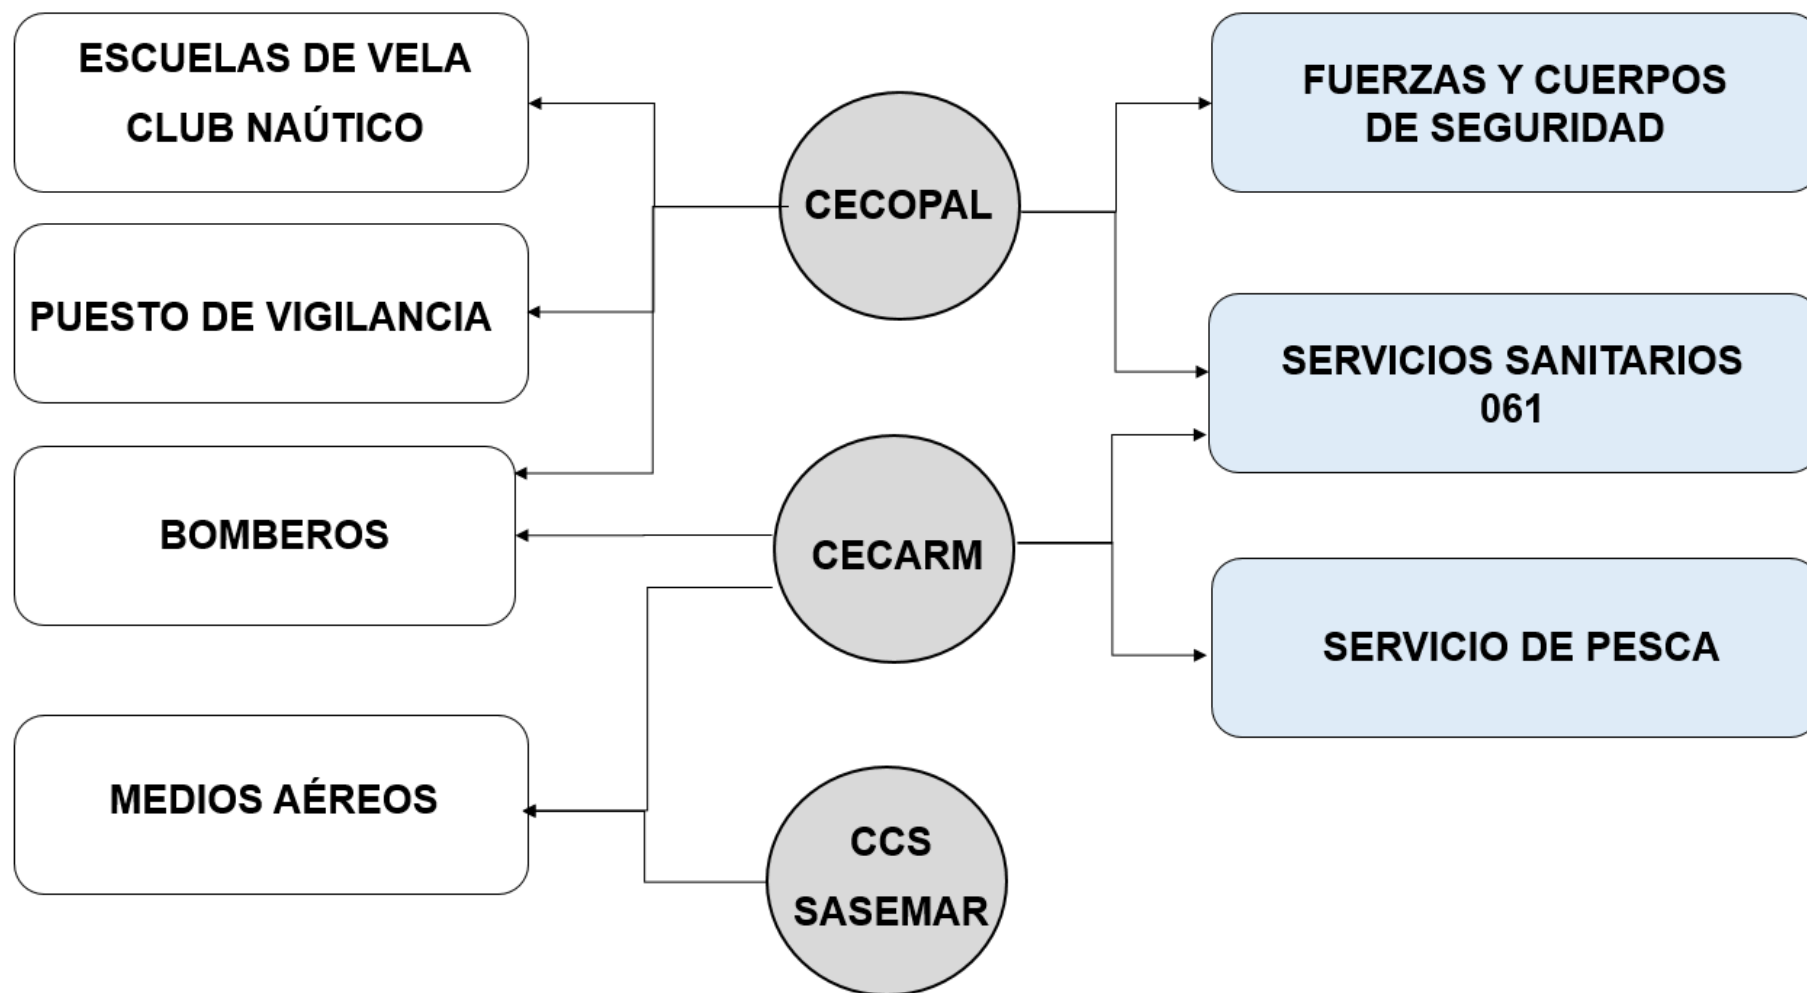 ESCUELAS DE VELA
CLUB NAÚTICO
PUESTO DE VIGILANCIA
BOMBEROS
MEDIOS AÉREOS
CECOPAL
CECARM
CCS
SASEMAR
FUERZAS Y CUERPOS
DE SEGURIDAD
SERVICIOS SANITARIOS
061
SERVICIO DE PESCA